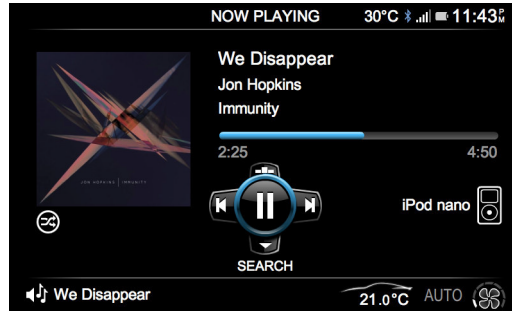 NOW PLAYING 30°C 11:43PM
We Disappear
Jon Hopkins
Immunity
2:25 4:50
JON HOPKINS | IMMUNITY
iPod nano
SEARCH
We Disappear 21.0°C AUTO